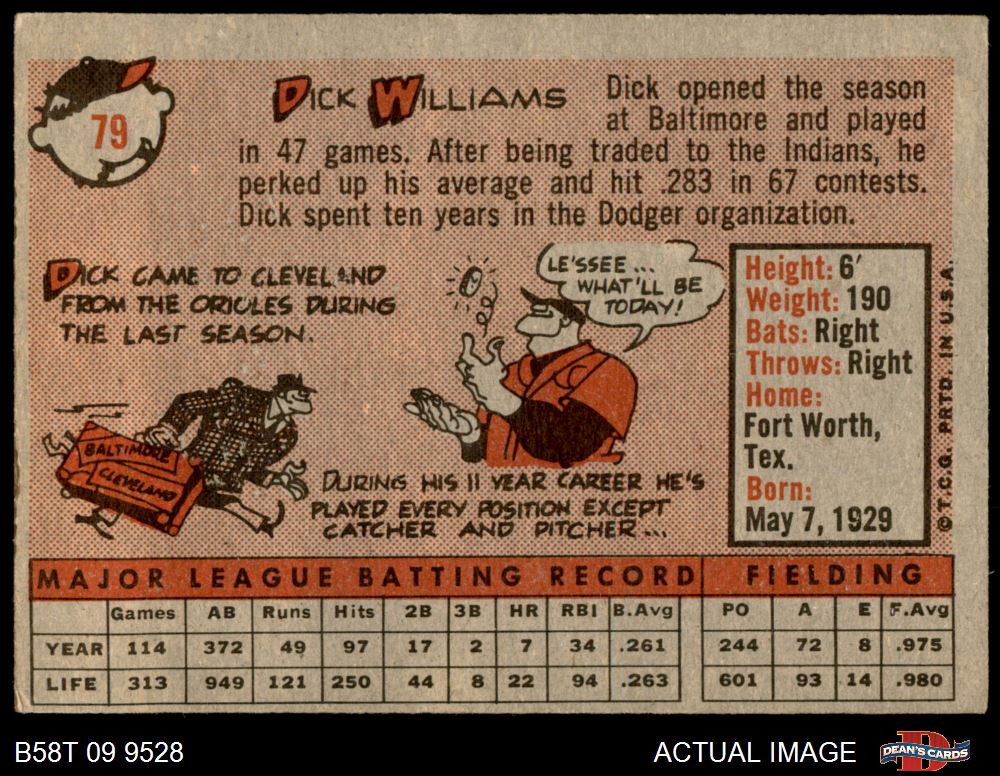 79
DICK WILLIAMS
Dick opened the season
at Baltimore and played
in 47 games. After being traded to the Indians, he
perked up his average and hit .283 in 67 contests.
Dick spent ten years in the Dodger organization.
DICK CAME TO CLEVELAND
FROM THE ORIOLES DURING
THE LAST SEASON.
BALTIMORE
CLEVELAND
LE'SSEE ...
WHAT'LL BE
TODAY!
DURING HIS 11 YEAR CAREER HE'S
PLAYED EVERY POSITION EXCEPT
CATCHER AND PITCHER...
Height: 6'
Weight: 190
Bats: Right
Throws: Right
Home:
Fort Worth,
Tex.
Born:
May 7, 1929
© T.C.G. PRTD. IN U.S.A.
MAJOR LEAGUE BATTING RECORD FIELDING
Games AB Runs Hits 2B 3B HR RBI B.Avg PO A E F.Avg
YEAR 114 372 49 97 17 2 7 34 .261 244 72 8 .975
LIFE 313 949 121 250 44 8 22 94 .263 601 93 14 .980
B58T 09 9528
ACTUAL IMAGE
DEAN'S CARDS